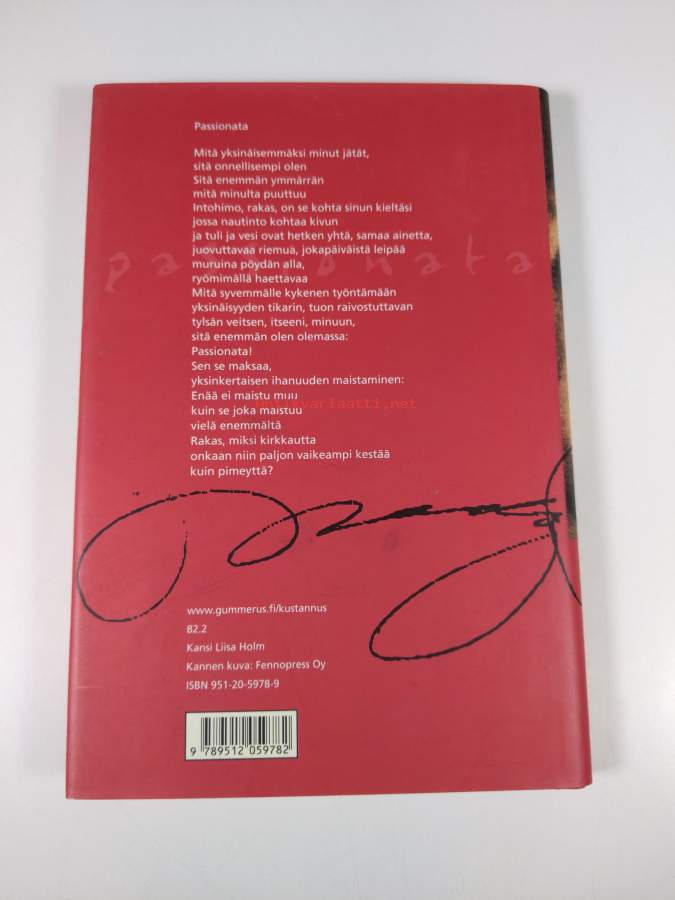 Passionata
Mitä yksinäisemmäksi minut jätät,
sitä onnellisempi olen
Sitä enemmän ymmärrän
mitä minulta puuttuu
Intohimo, rakas, on se kohta sinun kieltäsi
jossa nautinto kohtaa kivun
ja tuli ja vesi ovat hetken yhtä, samaa ainetta,
juovuttavaa riemua, jokapäiväistä leipää
passionata
muruina pöydän alla,
ryömimällä haettavaa
Mitä syvemmälle kykenen työntämään
yksinäisyyden tikarin, tuon raivostuttavan
tylsän veitsen, itseeni, minuun,
sitä enemmän olen olemassa:
Passionata!
Sen se maksaa,
yksinkertaisen ihanuuden maistaminen:
Enää ei maistu muu
antikvariaatti.net
kuin se joka maistuu
vielä enemmältä
Rakas, miksi kirkkautta
onkaan niin paljon vaikeampi kestää
kuin pimeyttä?
www.gummerus.fi/kustannus
82.2
Kansi Liisa Holm
Kannen kuva: Fennopress Oy
ISBN 951-20-5978-9
9 789512 059782